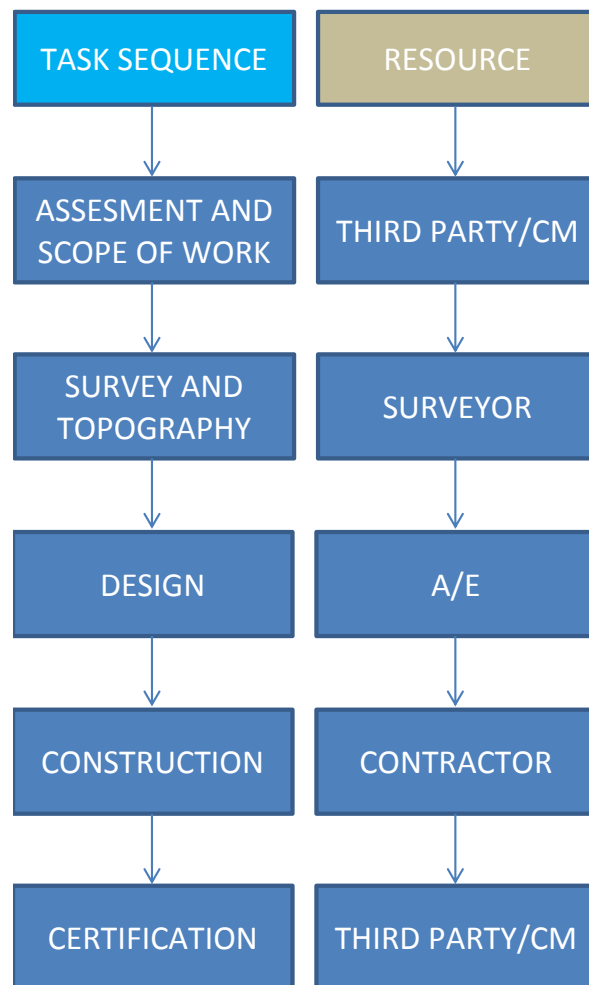 TASK SEQUENCE
RESOURCE
ASSESMENT AND
SCOPE OF WORK
THIRD PARTY/CM
SURVEY AND
TOPOGRAPHY
SURVEYOR
DESIGN
A/E
CONSTRUCTION
CONTRACTOR
CERTIFICATION
THIRD PARTY/CM